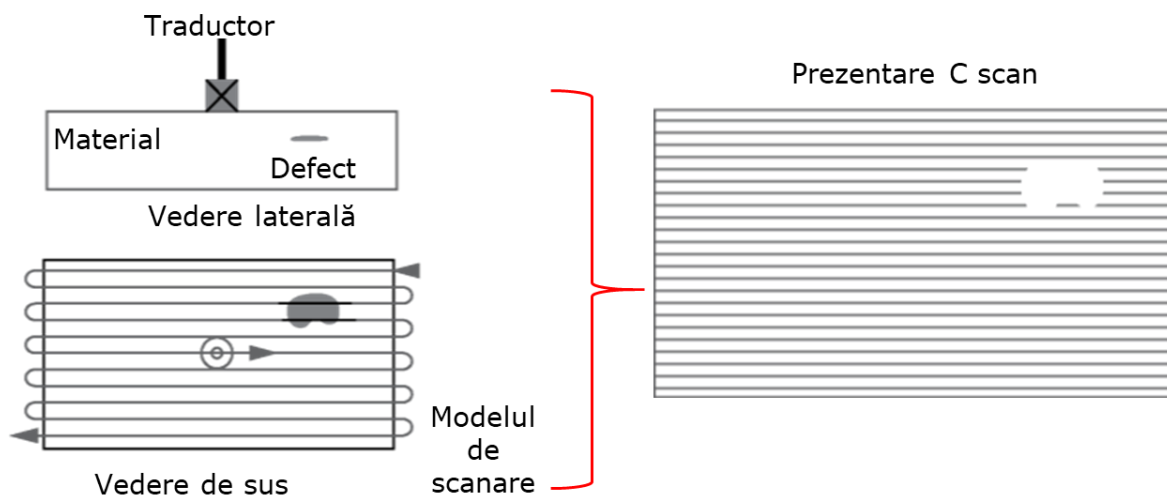 Traductor
Material
Defect
Vedere laterală
Vedere de sus
Modelul
de
scanare
Prezentare C scan